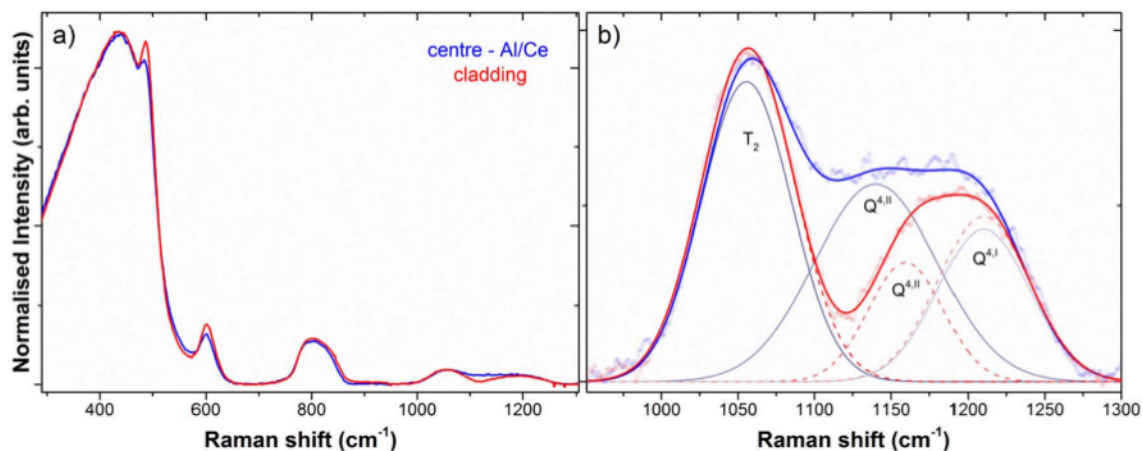 a)
centre - Al/Ce
cladding
Normalised Intensity (arb. units)
400 600 800 1000 1200
Raman shift (cm⁻¹)
b)
T₂
Q⁴,ᴵᴵ
Q⁴,ᴵᴵ
Q⁴,ᴵ
1000 1050 1100 1150 1200 1250 1300
Raman shift (cm⁻¹)